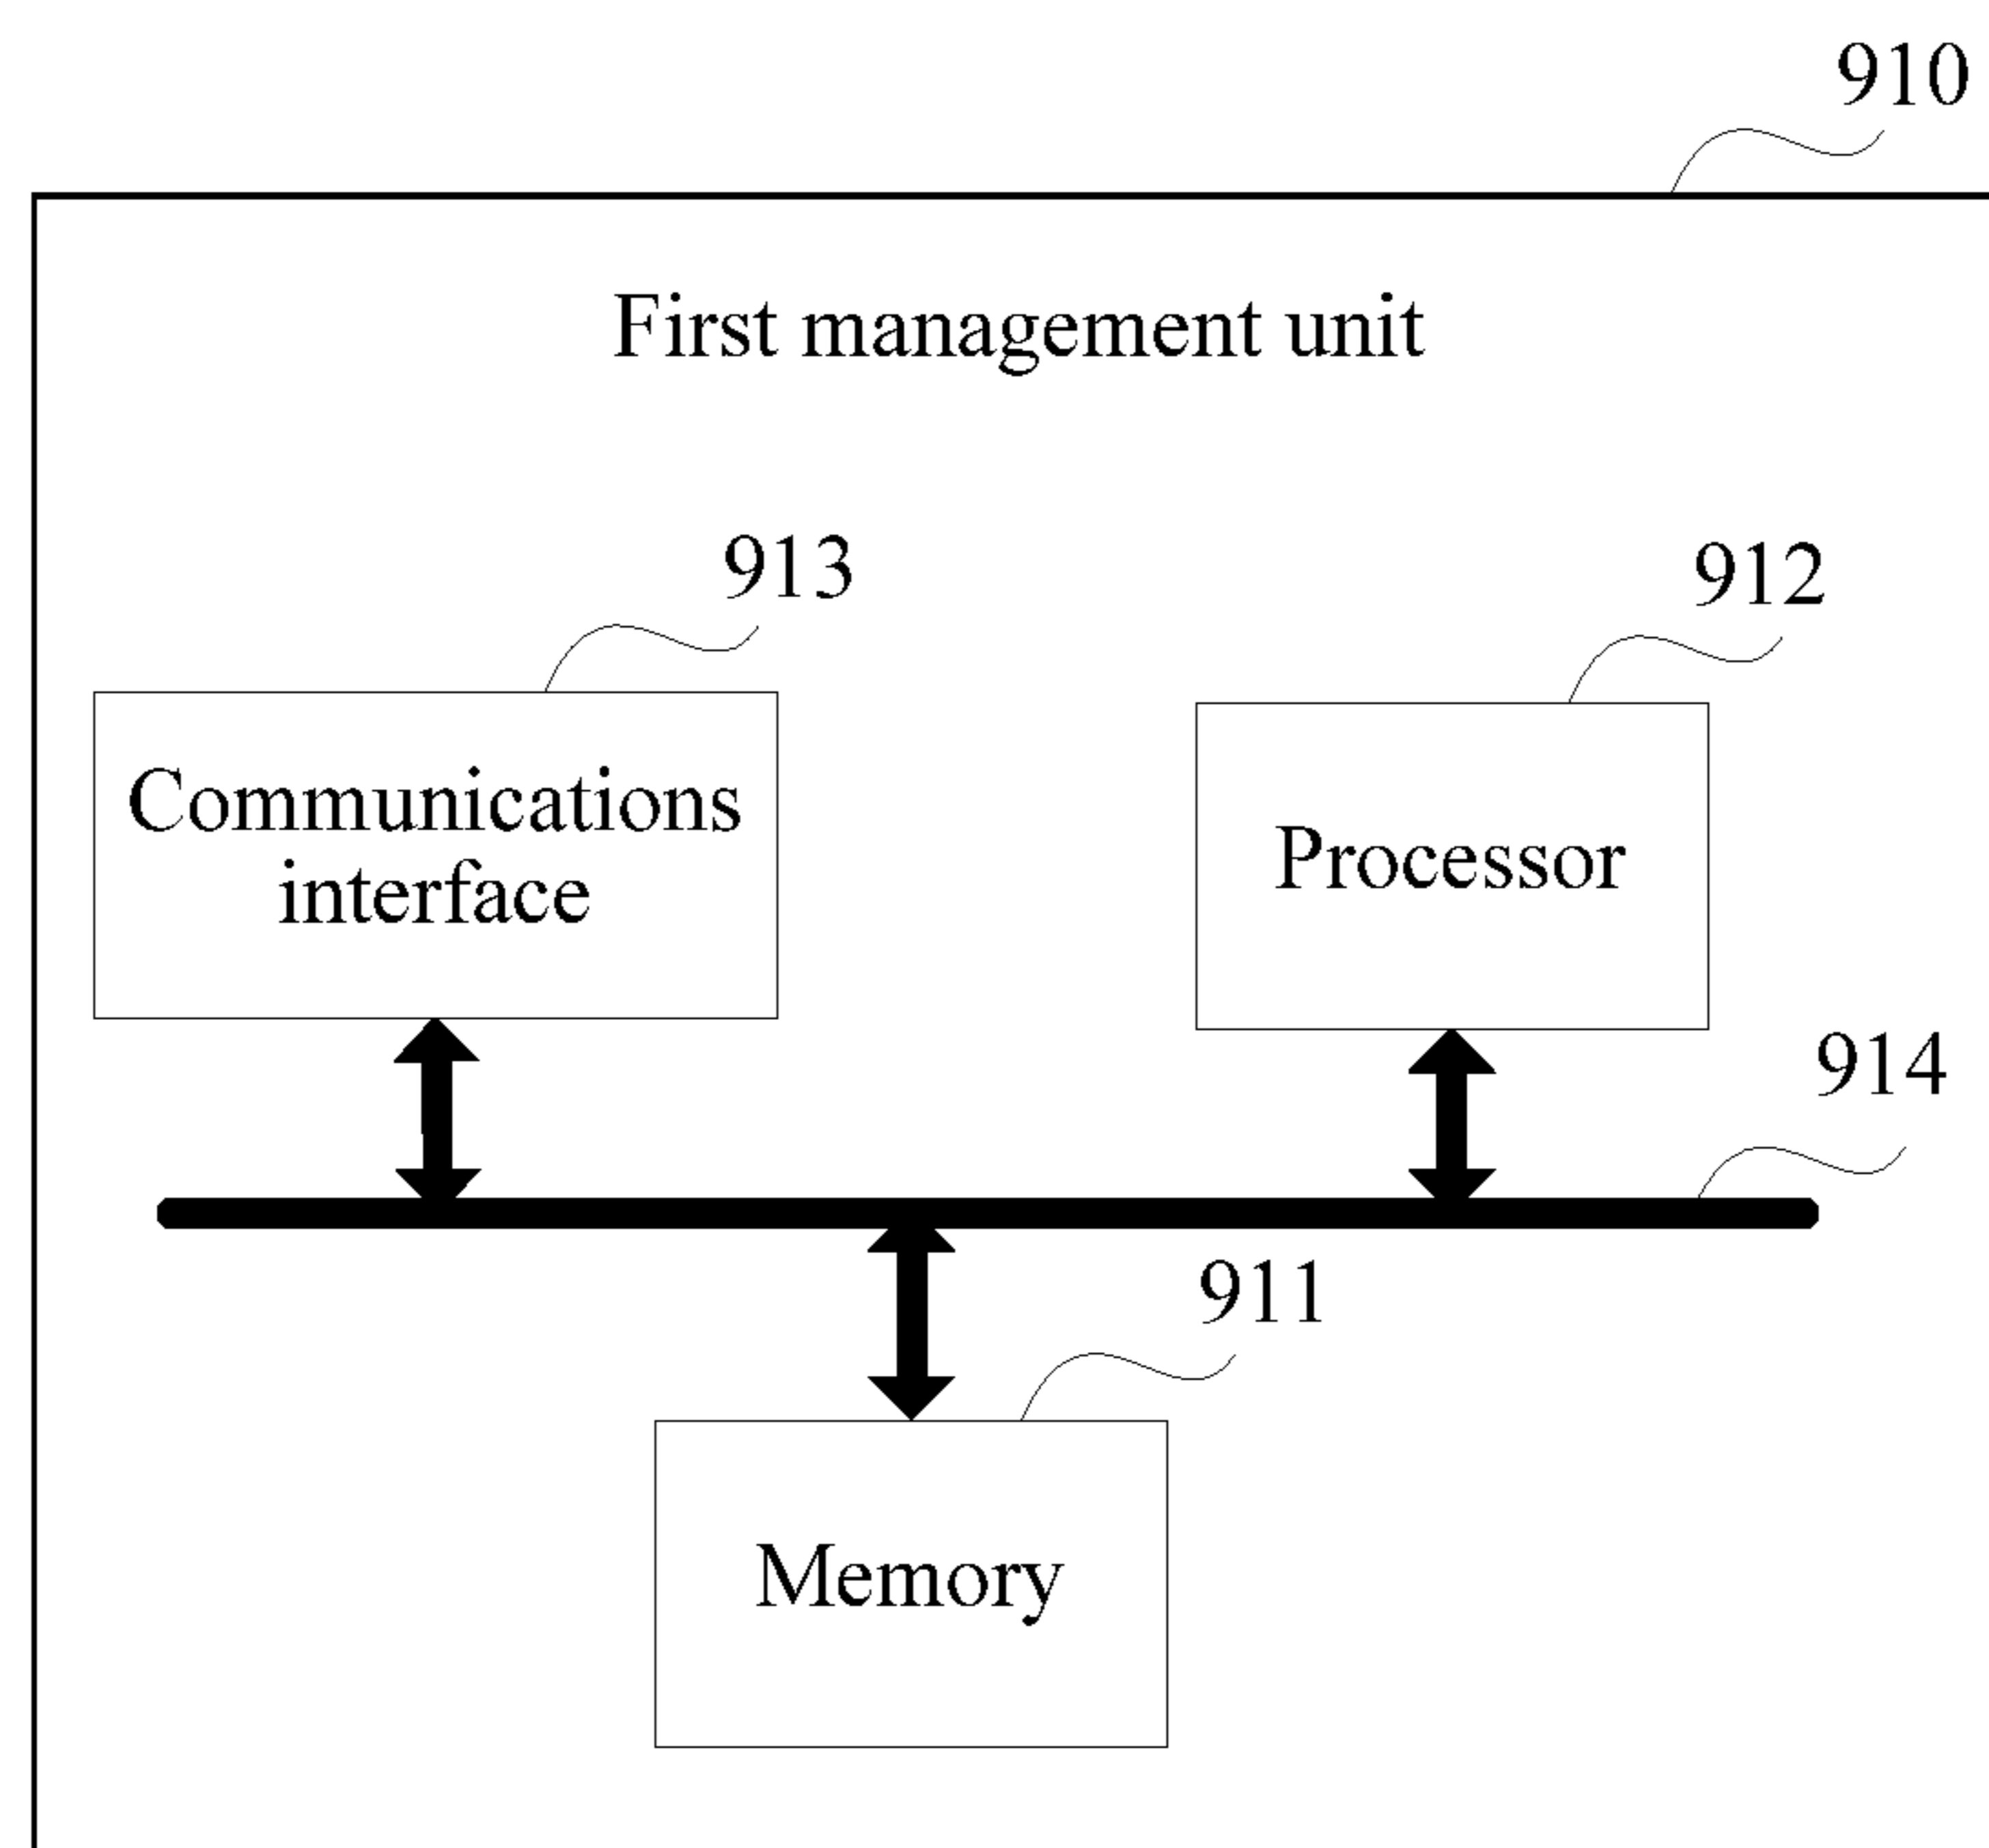 910
First management unit
913
912
Communications
interface
Processor
914
911
Memory